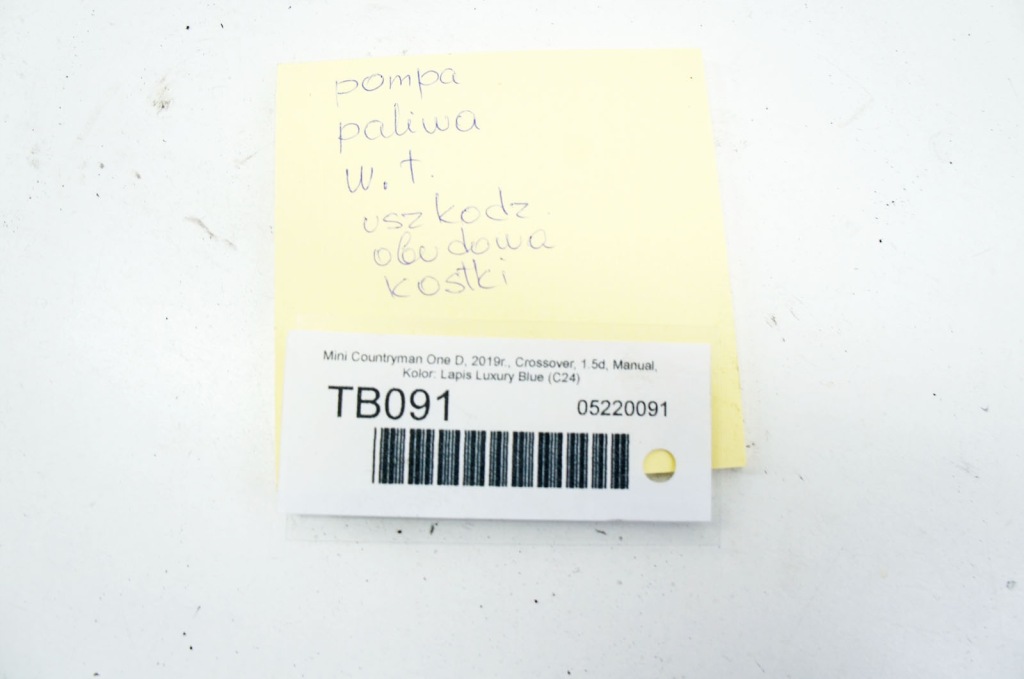 pompa
paliwa
w.t.
uszkodz.
obudowa
kostki
Mini Countryman One D, 2019r., Crossover, 1.5d, Manual,
Kolor: Lapis Luxury Blue (C24)
TB091 05220091